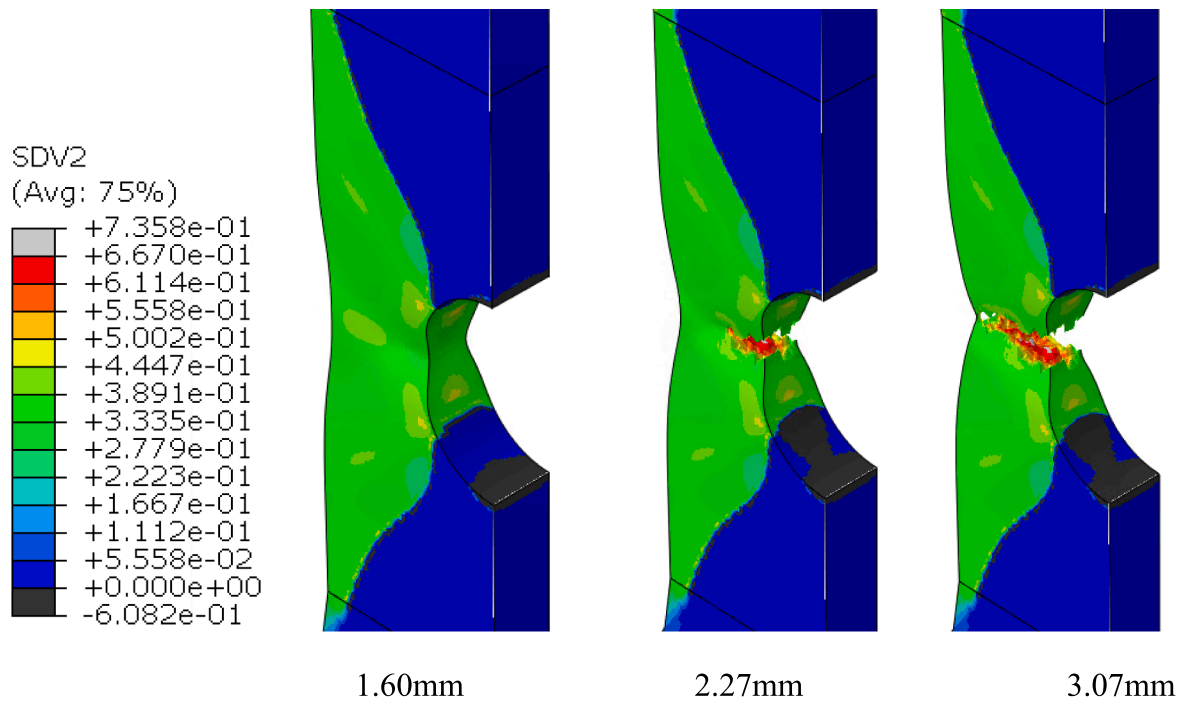 SDV2
(Avg: 75%)
+7.358e-01
+6.670e-01
+6.114e-01
+5.558e-01
+5.002e-01
+4.447e-01
+3.891e-01
+3.335e-01
+2.779e-01
+2.223e-01
+1.667e-01
+1.112e-01
+5.558e-02
+0.000e+00
-6.082e-01
1.60mm
2.27mm
3.07mm